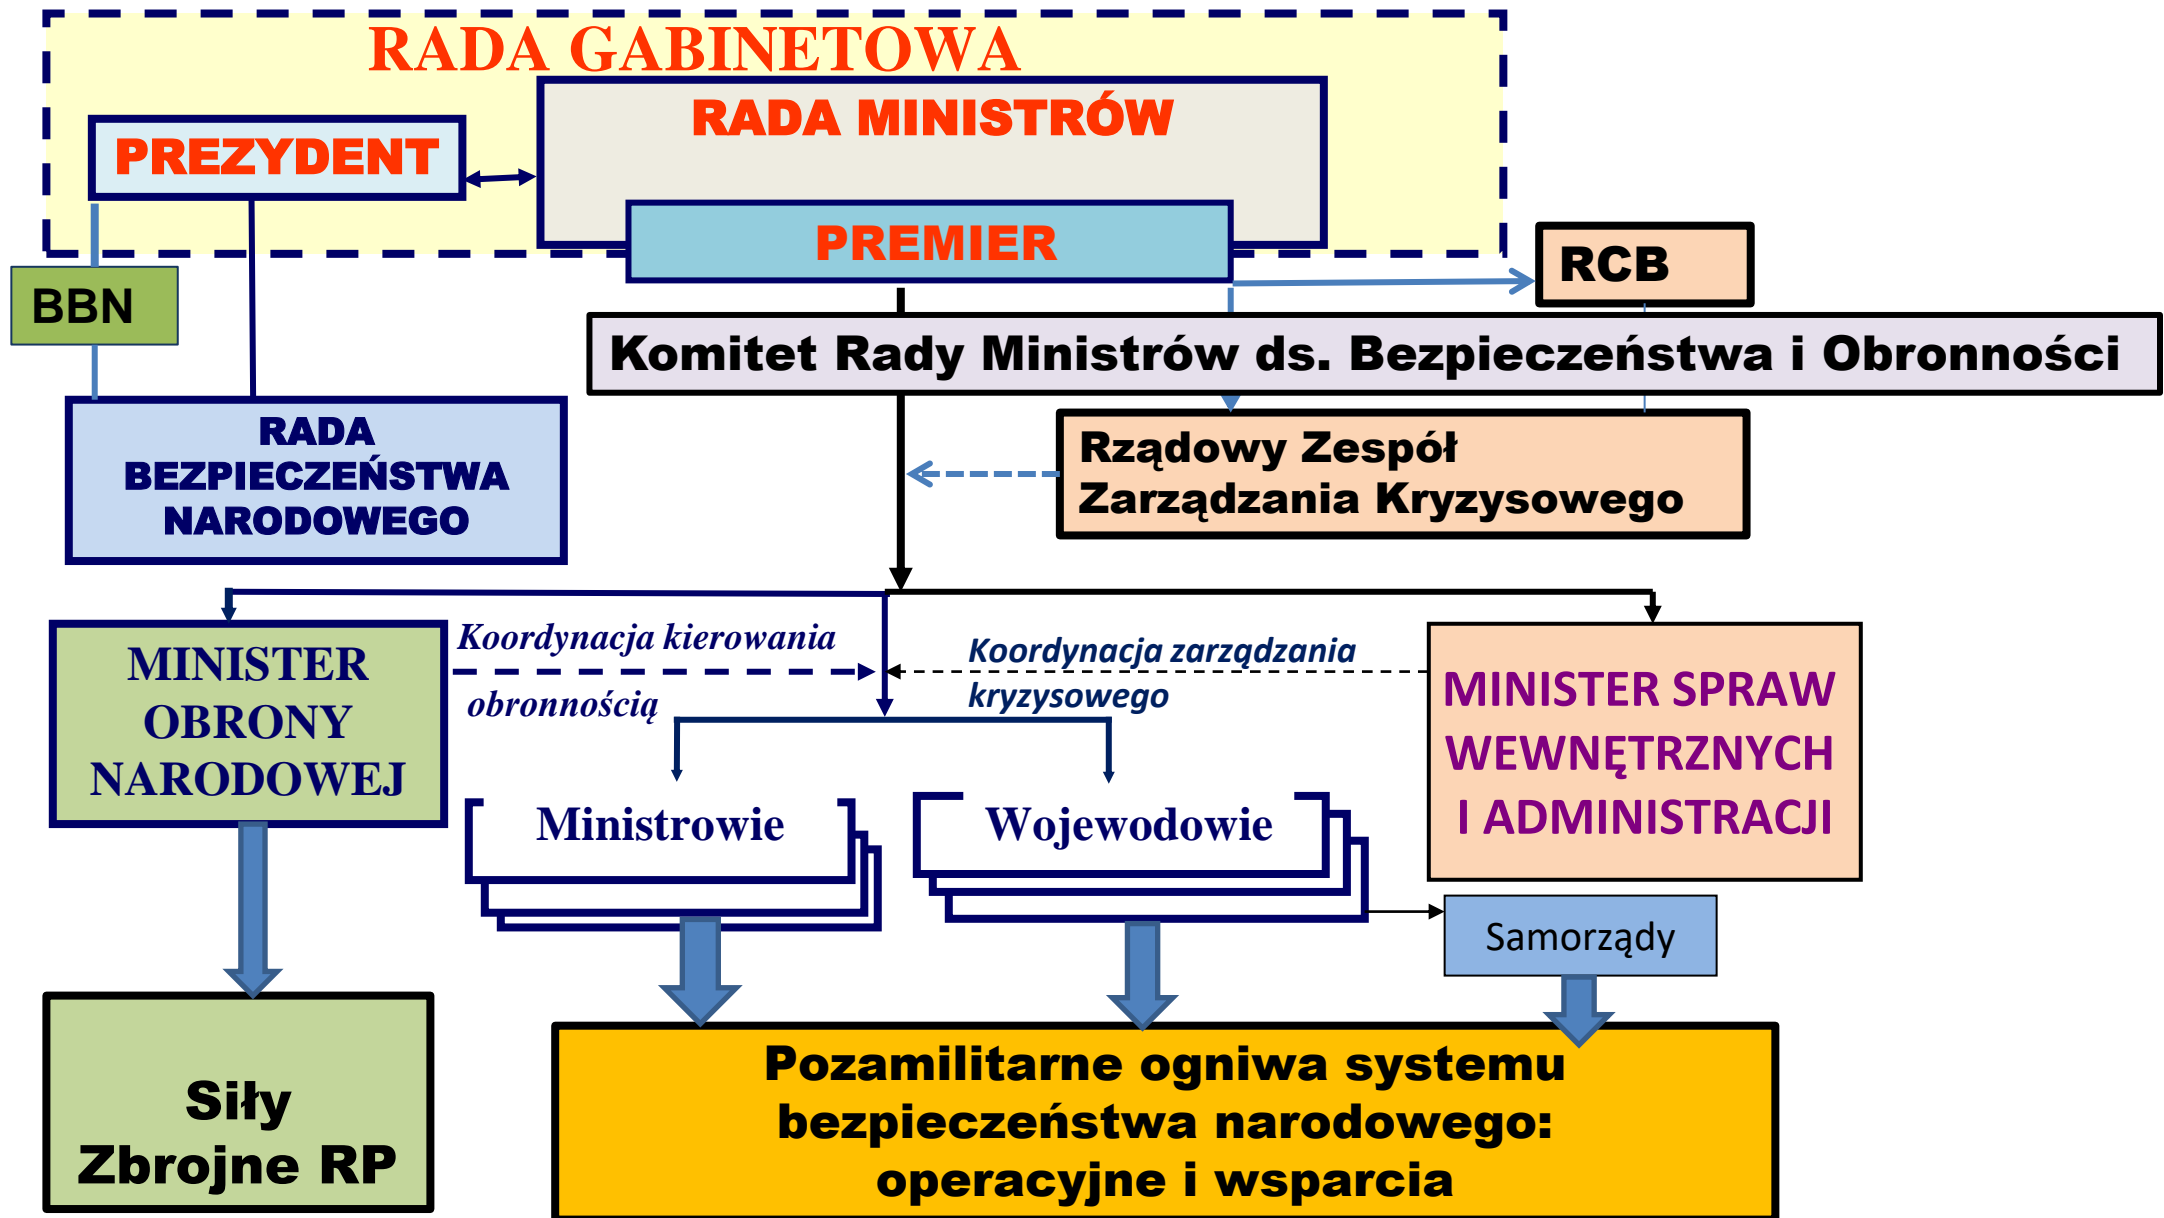 RADA GABINETOWA
RADA MINISTRÓW
PREZYDENT
PREMIER
RCB
BBN
Komitet Rady Ministrów ds. Bezpieczeństwa i Obronności
RADA
BEZPIECZEŃSTWA
NARODOWEGO
Rządowy Zespół
Zarządzania Kryzysowego
MINISTER
OBRONY
NARODOWEJ
Koordynacja kierowania
obronnością
Koordynacja zarządzania
kryzysowego
MINISTER SPRAW
WEWNĘTRZNYCH
I ADMINISTRACJI
Ministrowie
Wojewodowie
Samorządy
Siły
Zbrojne RP
Pozamilitarne ogniwa systemu
bezpieczeństwa narodowego:
operacyjne i wsparcia